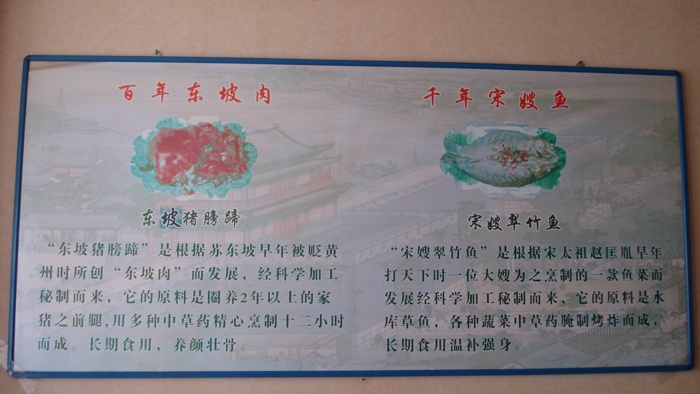 百年东坡肉
东坡猪膀蹄
“东坡猪膀蹄”是根据苏东坡早年被贬黄
州时所创“东坡肉”而发展，经科学加工
秘制而来，它的原料是圈养2年以上的家
猪之前腿，用多种中草药精心烹制十二小时
而成。长期食用，养颜壮骨。
千年宋嫂鱼
宋嫂翠竹鱼
“宋嫂翠竹鱼”是根据宋太祖赵匡胤早年
打天下时一位大嫂为之烹制的一款鱼菜而
发展经科学加工秘制而来，它的原料是水
库草鱼，各种蔬菜中草药腌制烤炸而成，
长期食用温补强身。